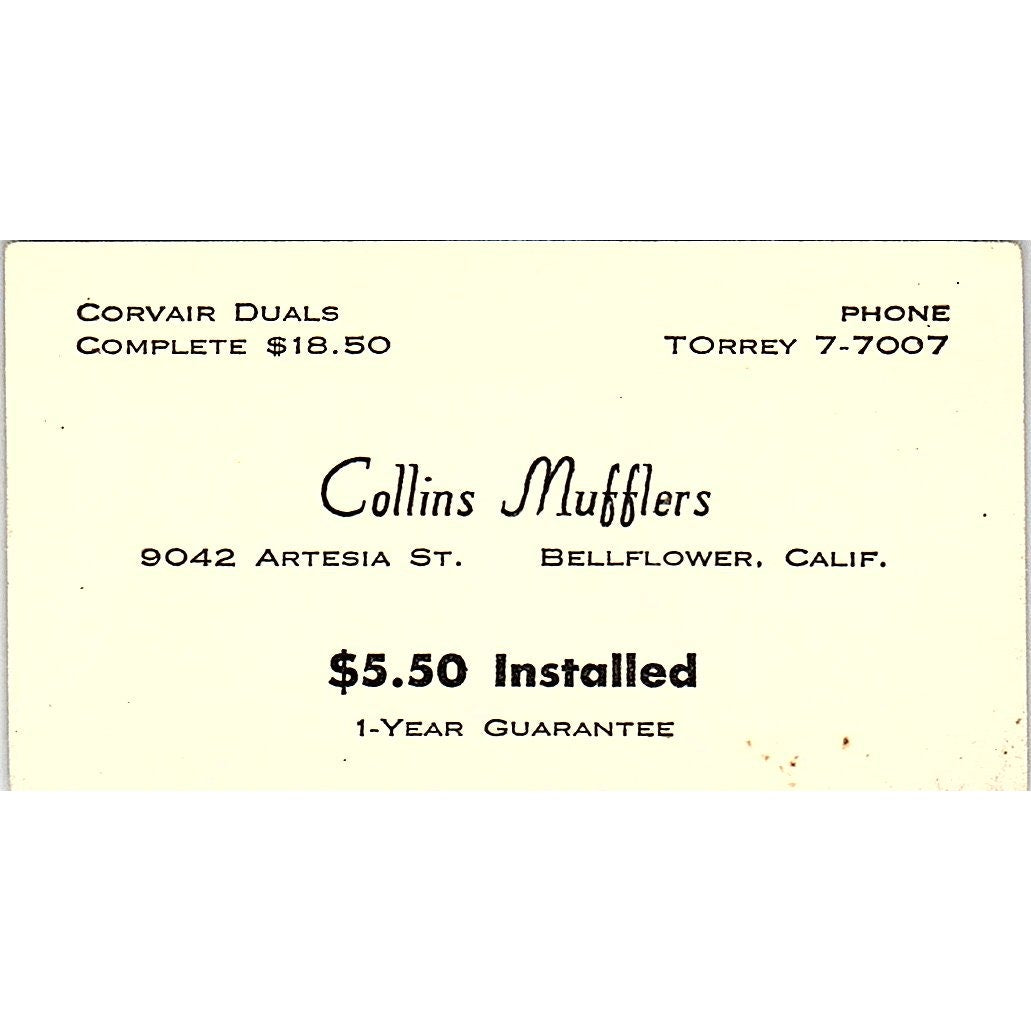 CORVAIR DUALS
COMPLETE $18.50
PHONE
TORREY 7-7007
Collins Mufflers
9042 ARTESIA ST. BELLFLOWER, CALIF.
$5.50 Installed
1-YEAR GUARANTEE